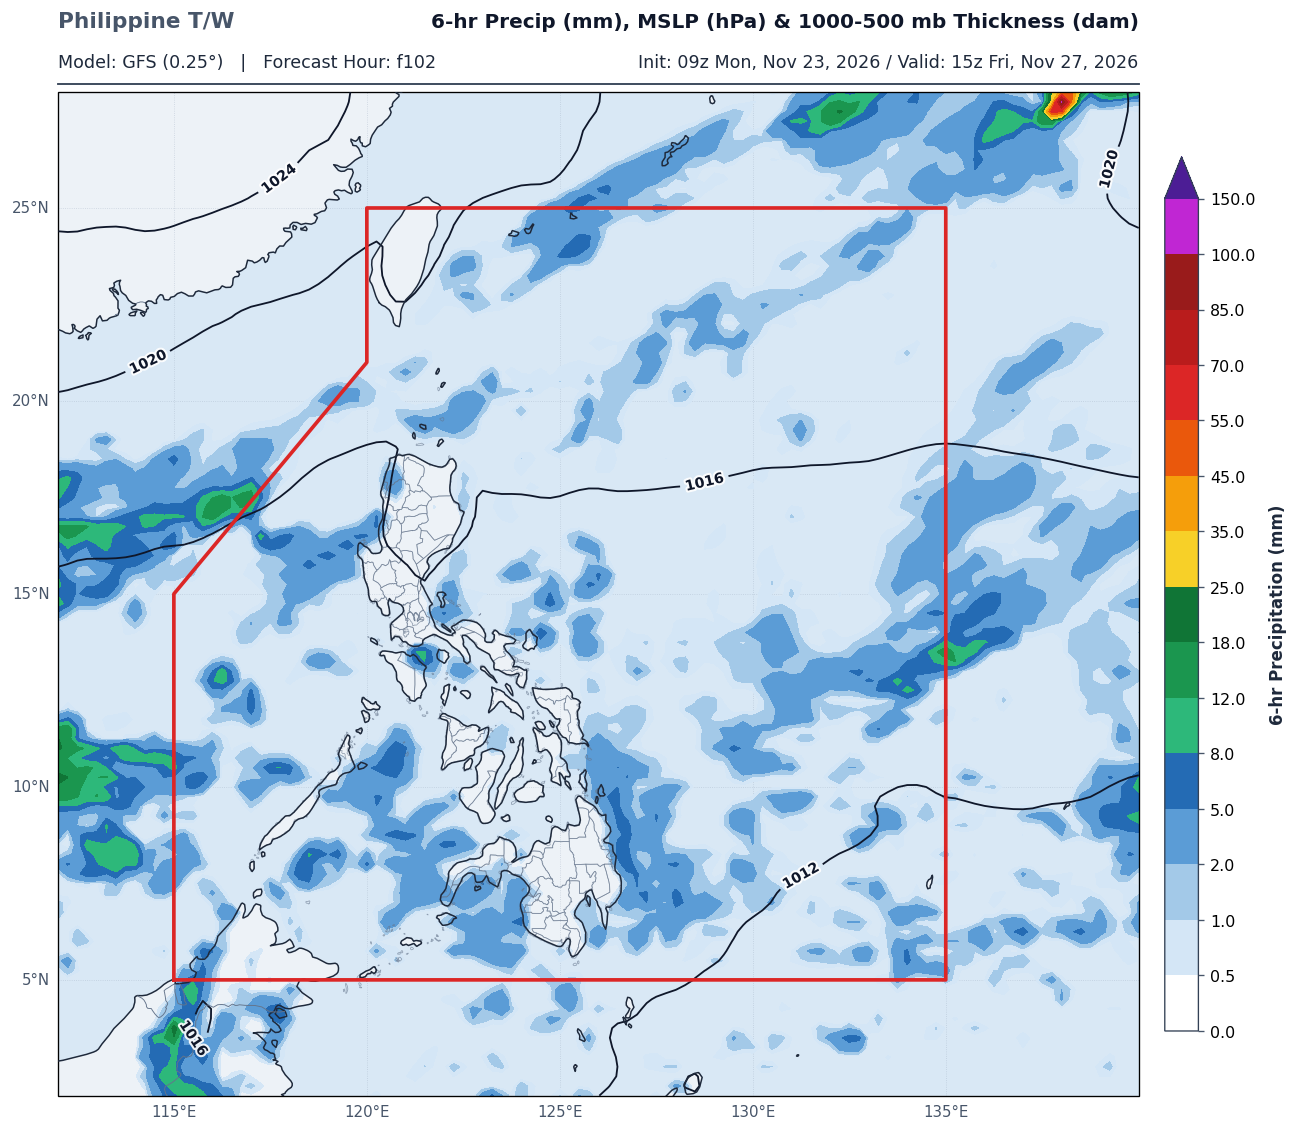 Philippine T/W
6-hr Precip (mm), MSLP (hPa) & 1000-500 mb Thickness (dam)
Model: GFS (0.25°) | Forecast Hour: f102
Init: 09z Mon, Nov 23, 2026 / Valid: 15z Fri, Nov 27, 2026
1024
1020
1020
1016
1012
1016
25°N
20°N
15°N
10°N
5°N
115°E
120°E
125°E
130°E
135°E
150.0
100.0
85.0
70.0
55.0
45.0
35.0
25.0
18.0
12.0
8.0
5.0
2.0
1.0
0.5
0.0
6-hr Precipitation (mm)